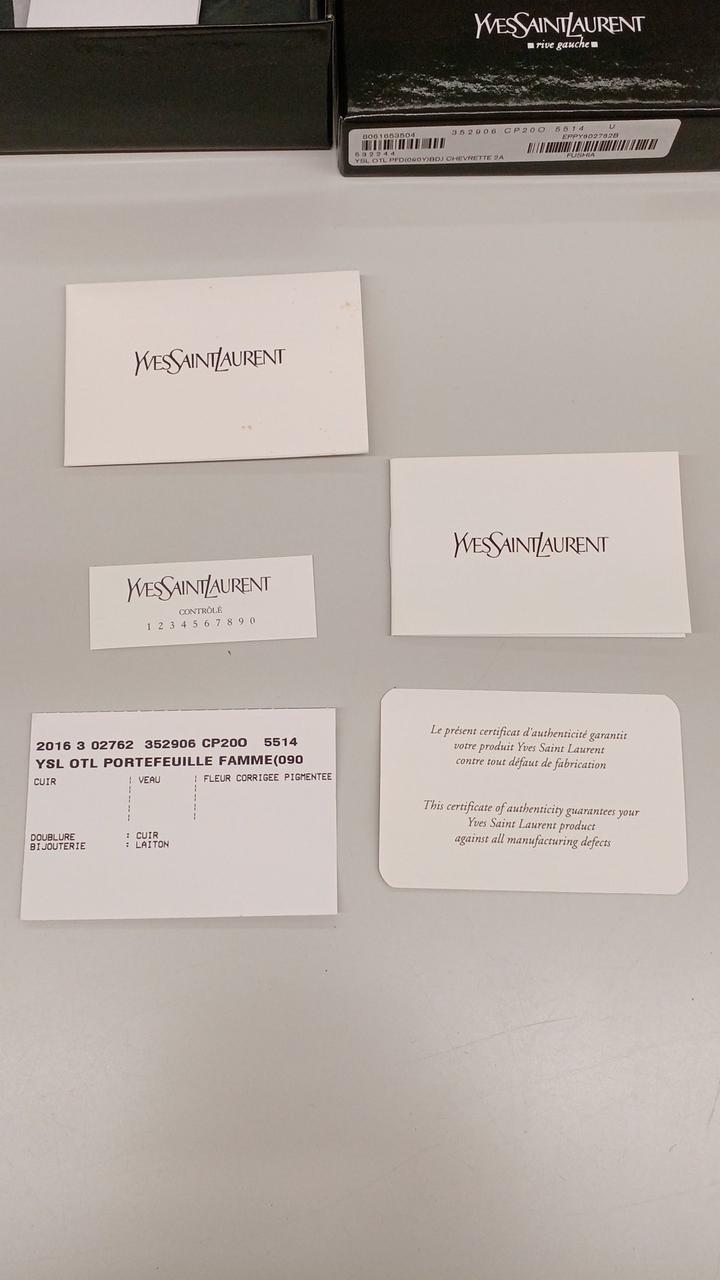 YVESSAINTLAURENT
rive gauche
8061653504 352906 CP20O 5514 U
EPPY602762B
532244
YSL OTL PFD(090Y)BDJ CHEVRETTE 2A FUSHIA
YVESSAINTLAURENT
YVESSAINTLAURENT
YVESSAINTLAURENT
CONTRÔLÉ
1 2 3 4 5 6 7 8 9 0
2016 3 02762 352906 CP20O 5514
YSL OTL PORTEFEUILLE FAMME(090
CUIR ¦ VEAU ¦ FLEUR CORRIGEE PIGMENTEE
DOUBLURE : CUIR
BIJOUTERIE : LAITON
Le présent certificat d'authenticité garantit
votre produit Yves Saint Laurent
contre tout défaut de fabrication
This certificate of authenticity guarantees your
Yves Saint Laurent product
against all manufacturing defects